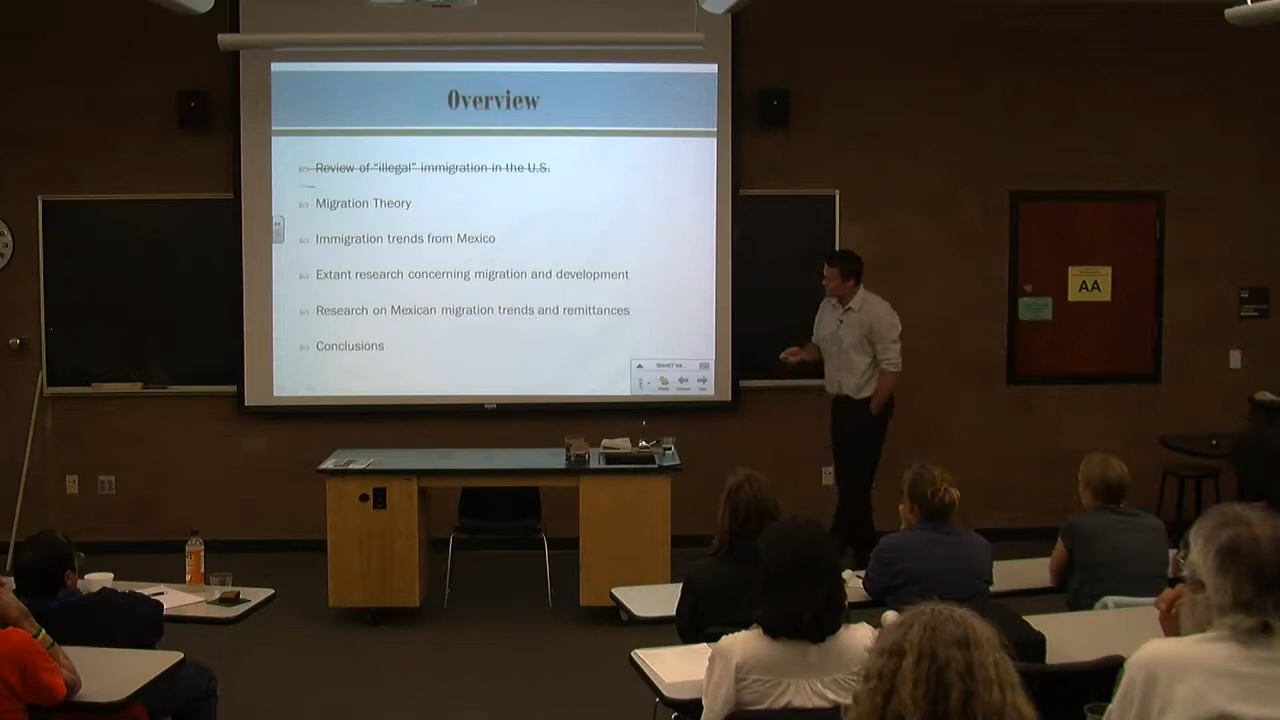 Overview
Review of "illegal" immigration in the U.S.
Migration Theory
Immigration trends from Mexico
Extant research concerning migration and development
Research on Mexican migration trends and remittances
Conclusions
AA